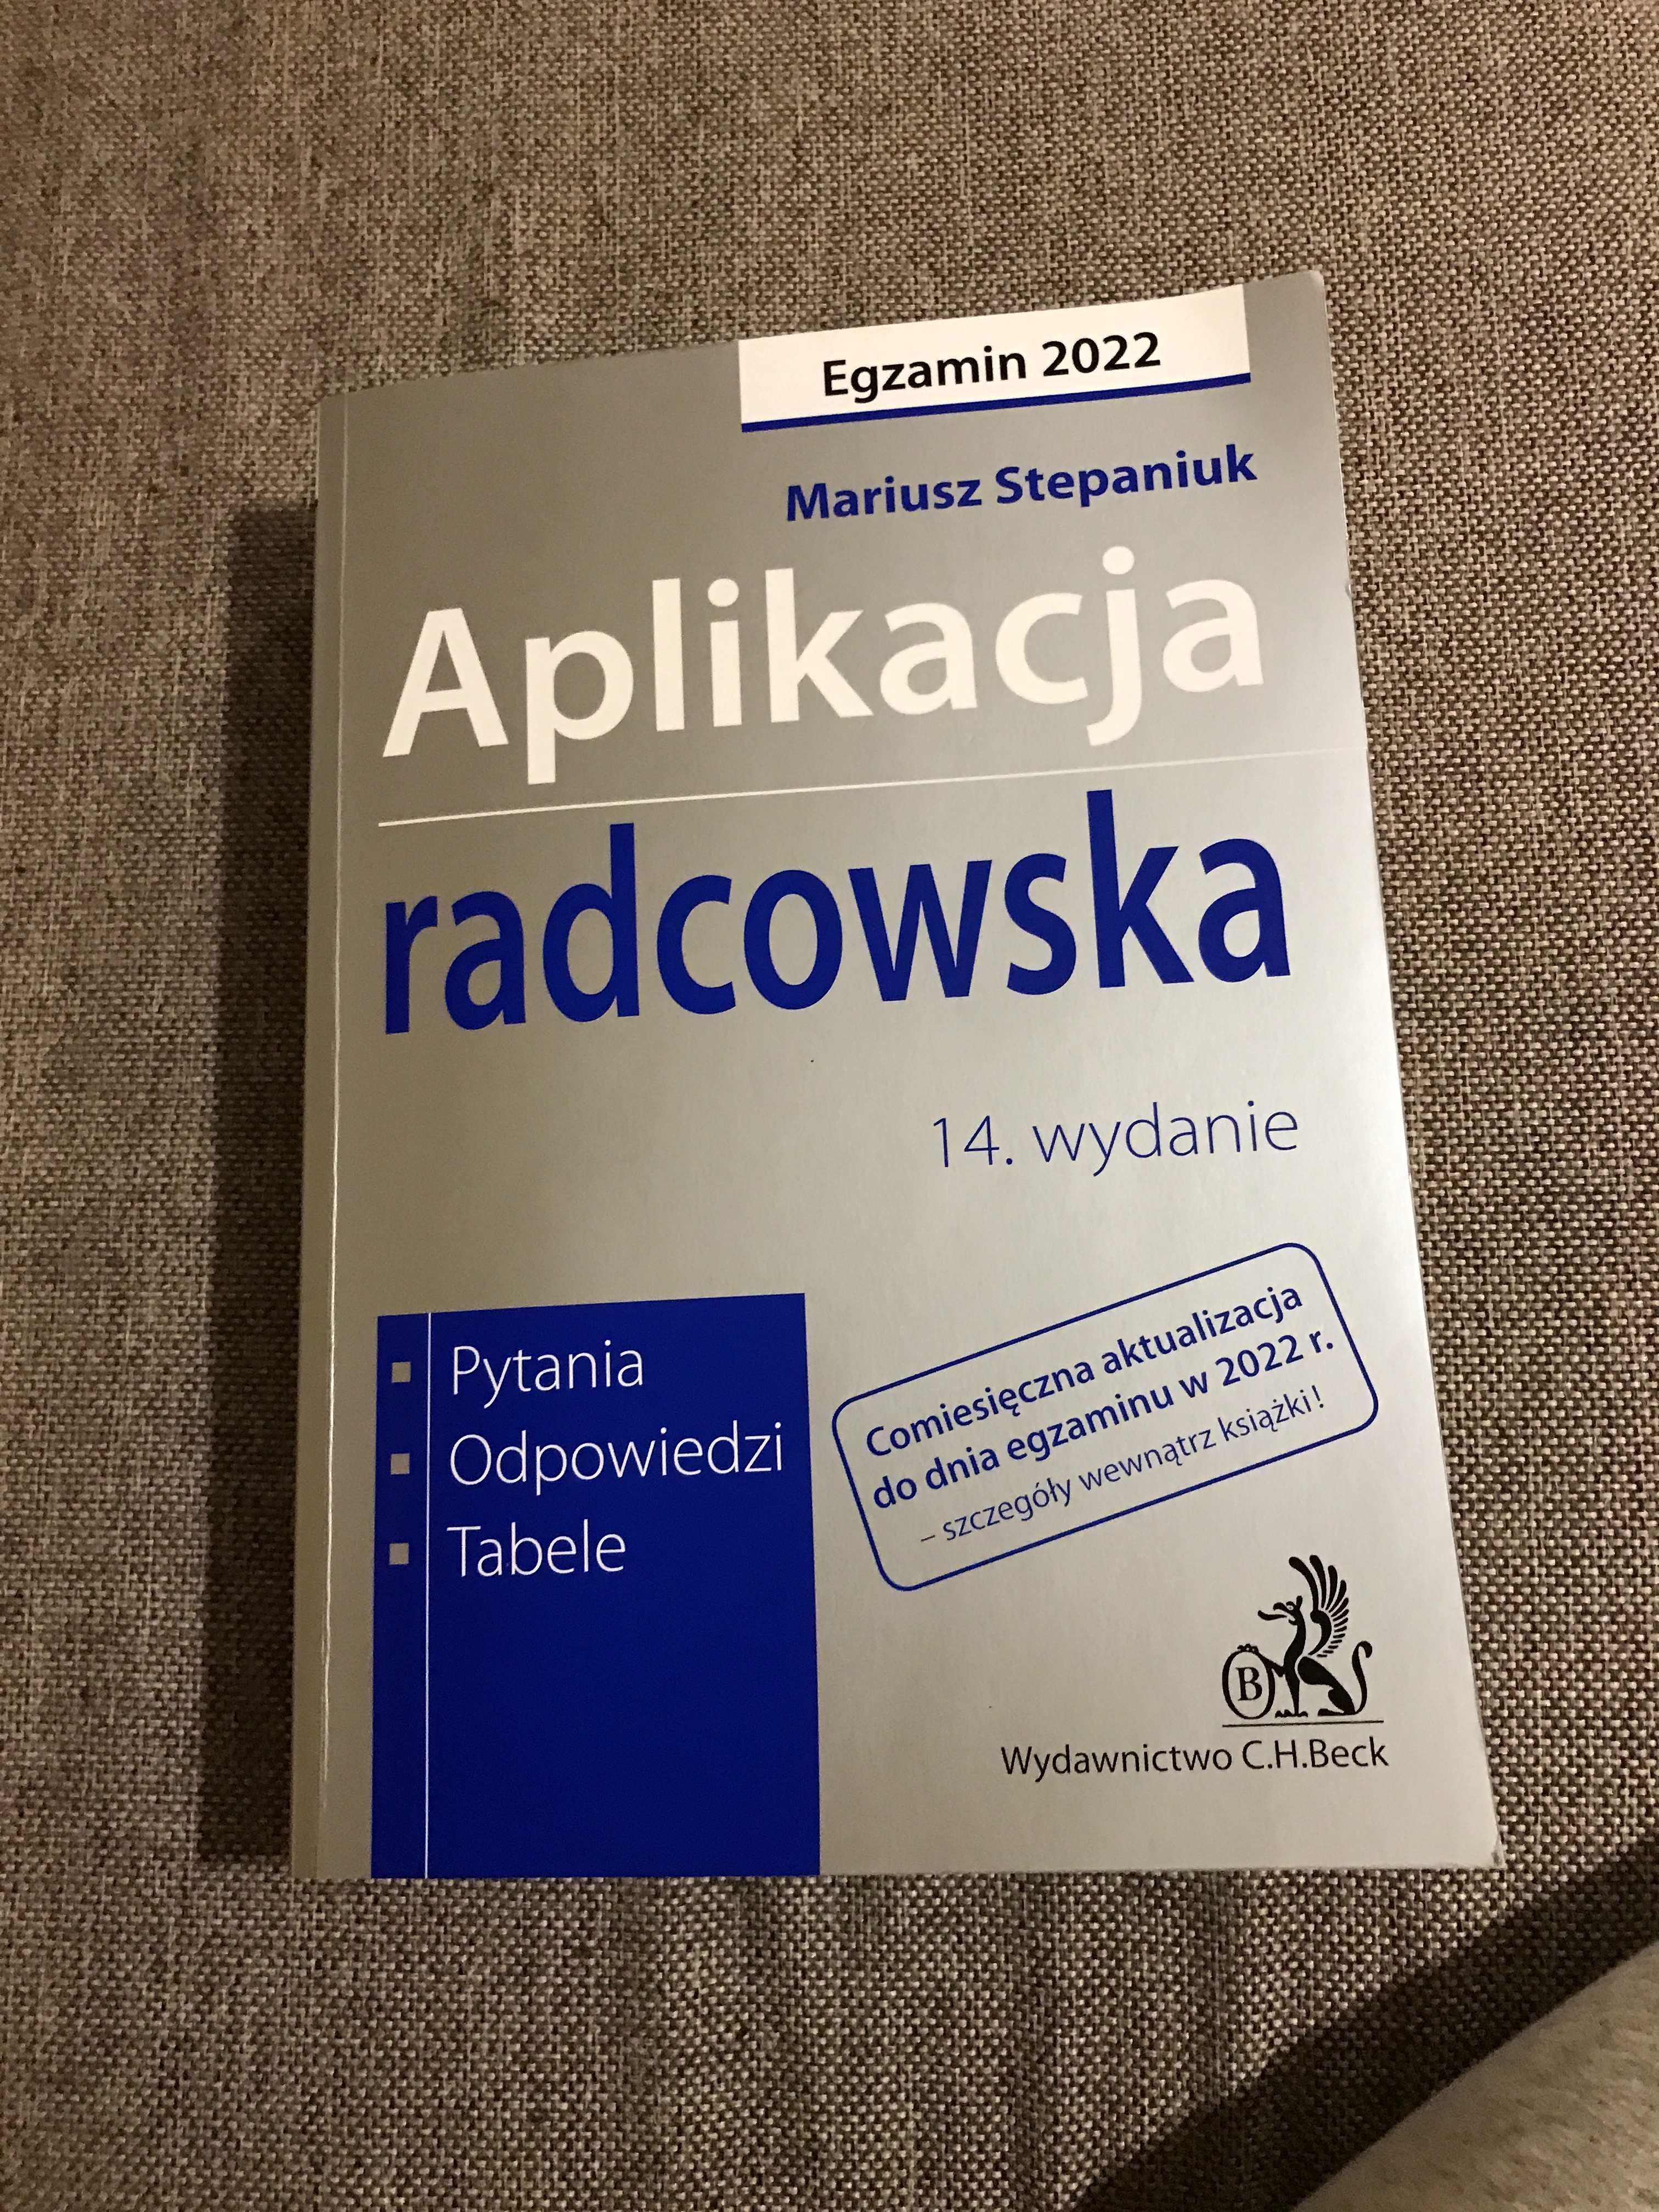 Egzamin 2022
Mariusz Stepaniuk
Aplikacja
radcowska
14. wydanie
Pytania
Odpowiedzi
Tabele
Comiesięczna aktualizacja
do dnia egzaminu w 2022 r.
– szczegóły wewnątrz książki!
B
Wydawnictwo C.H.Beck